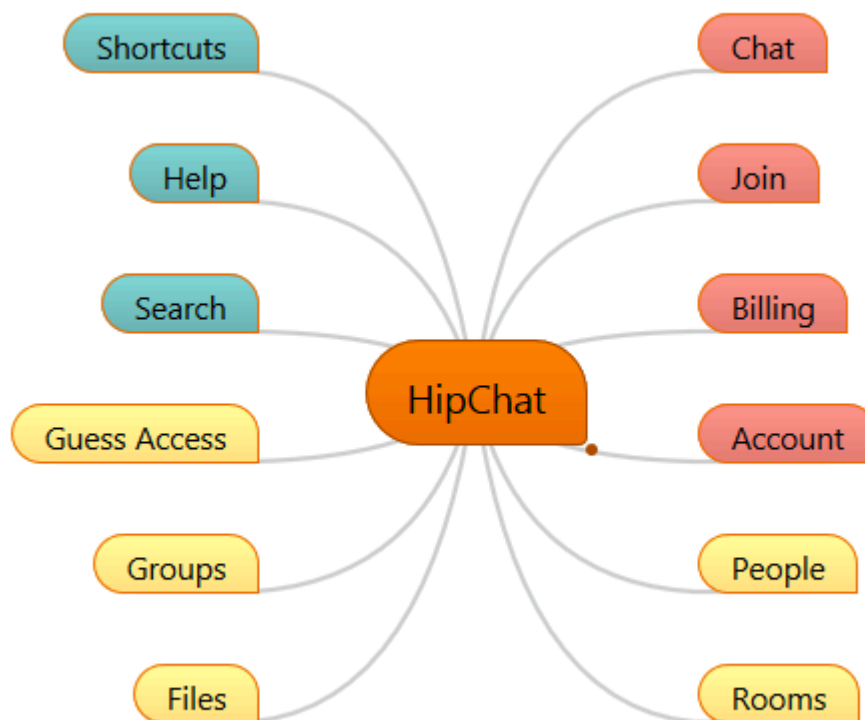 Shortcuts
Chat
Help
Join
Search
Billing
HipChat
Guess Access
Account
Groups
People
Files
Rooms